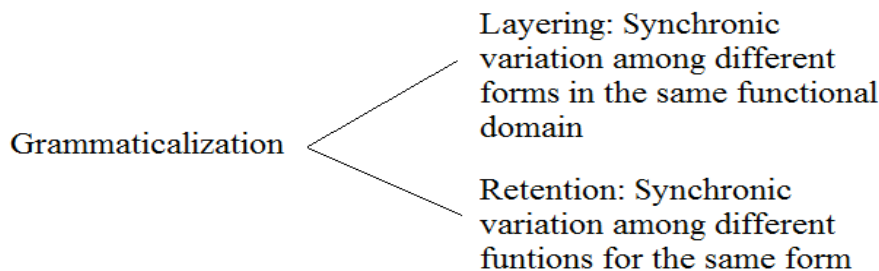 Layering: Synchronic
variation among different
forms in the same functional
domain
Grammaticalization
Retention: Synchronic
variation among different
funtions for the same form